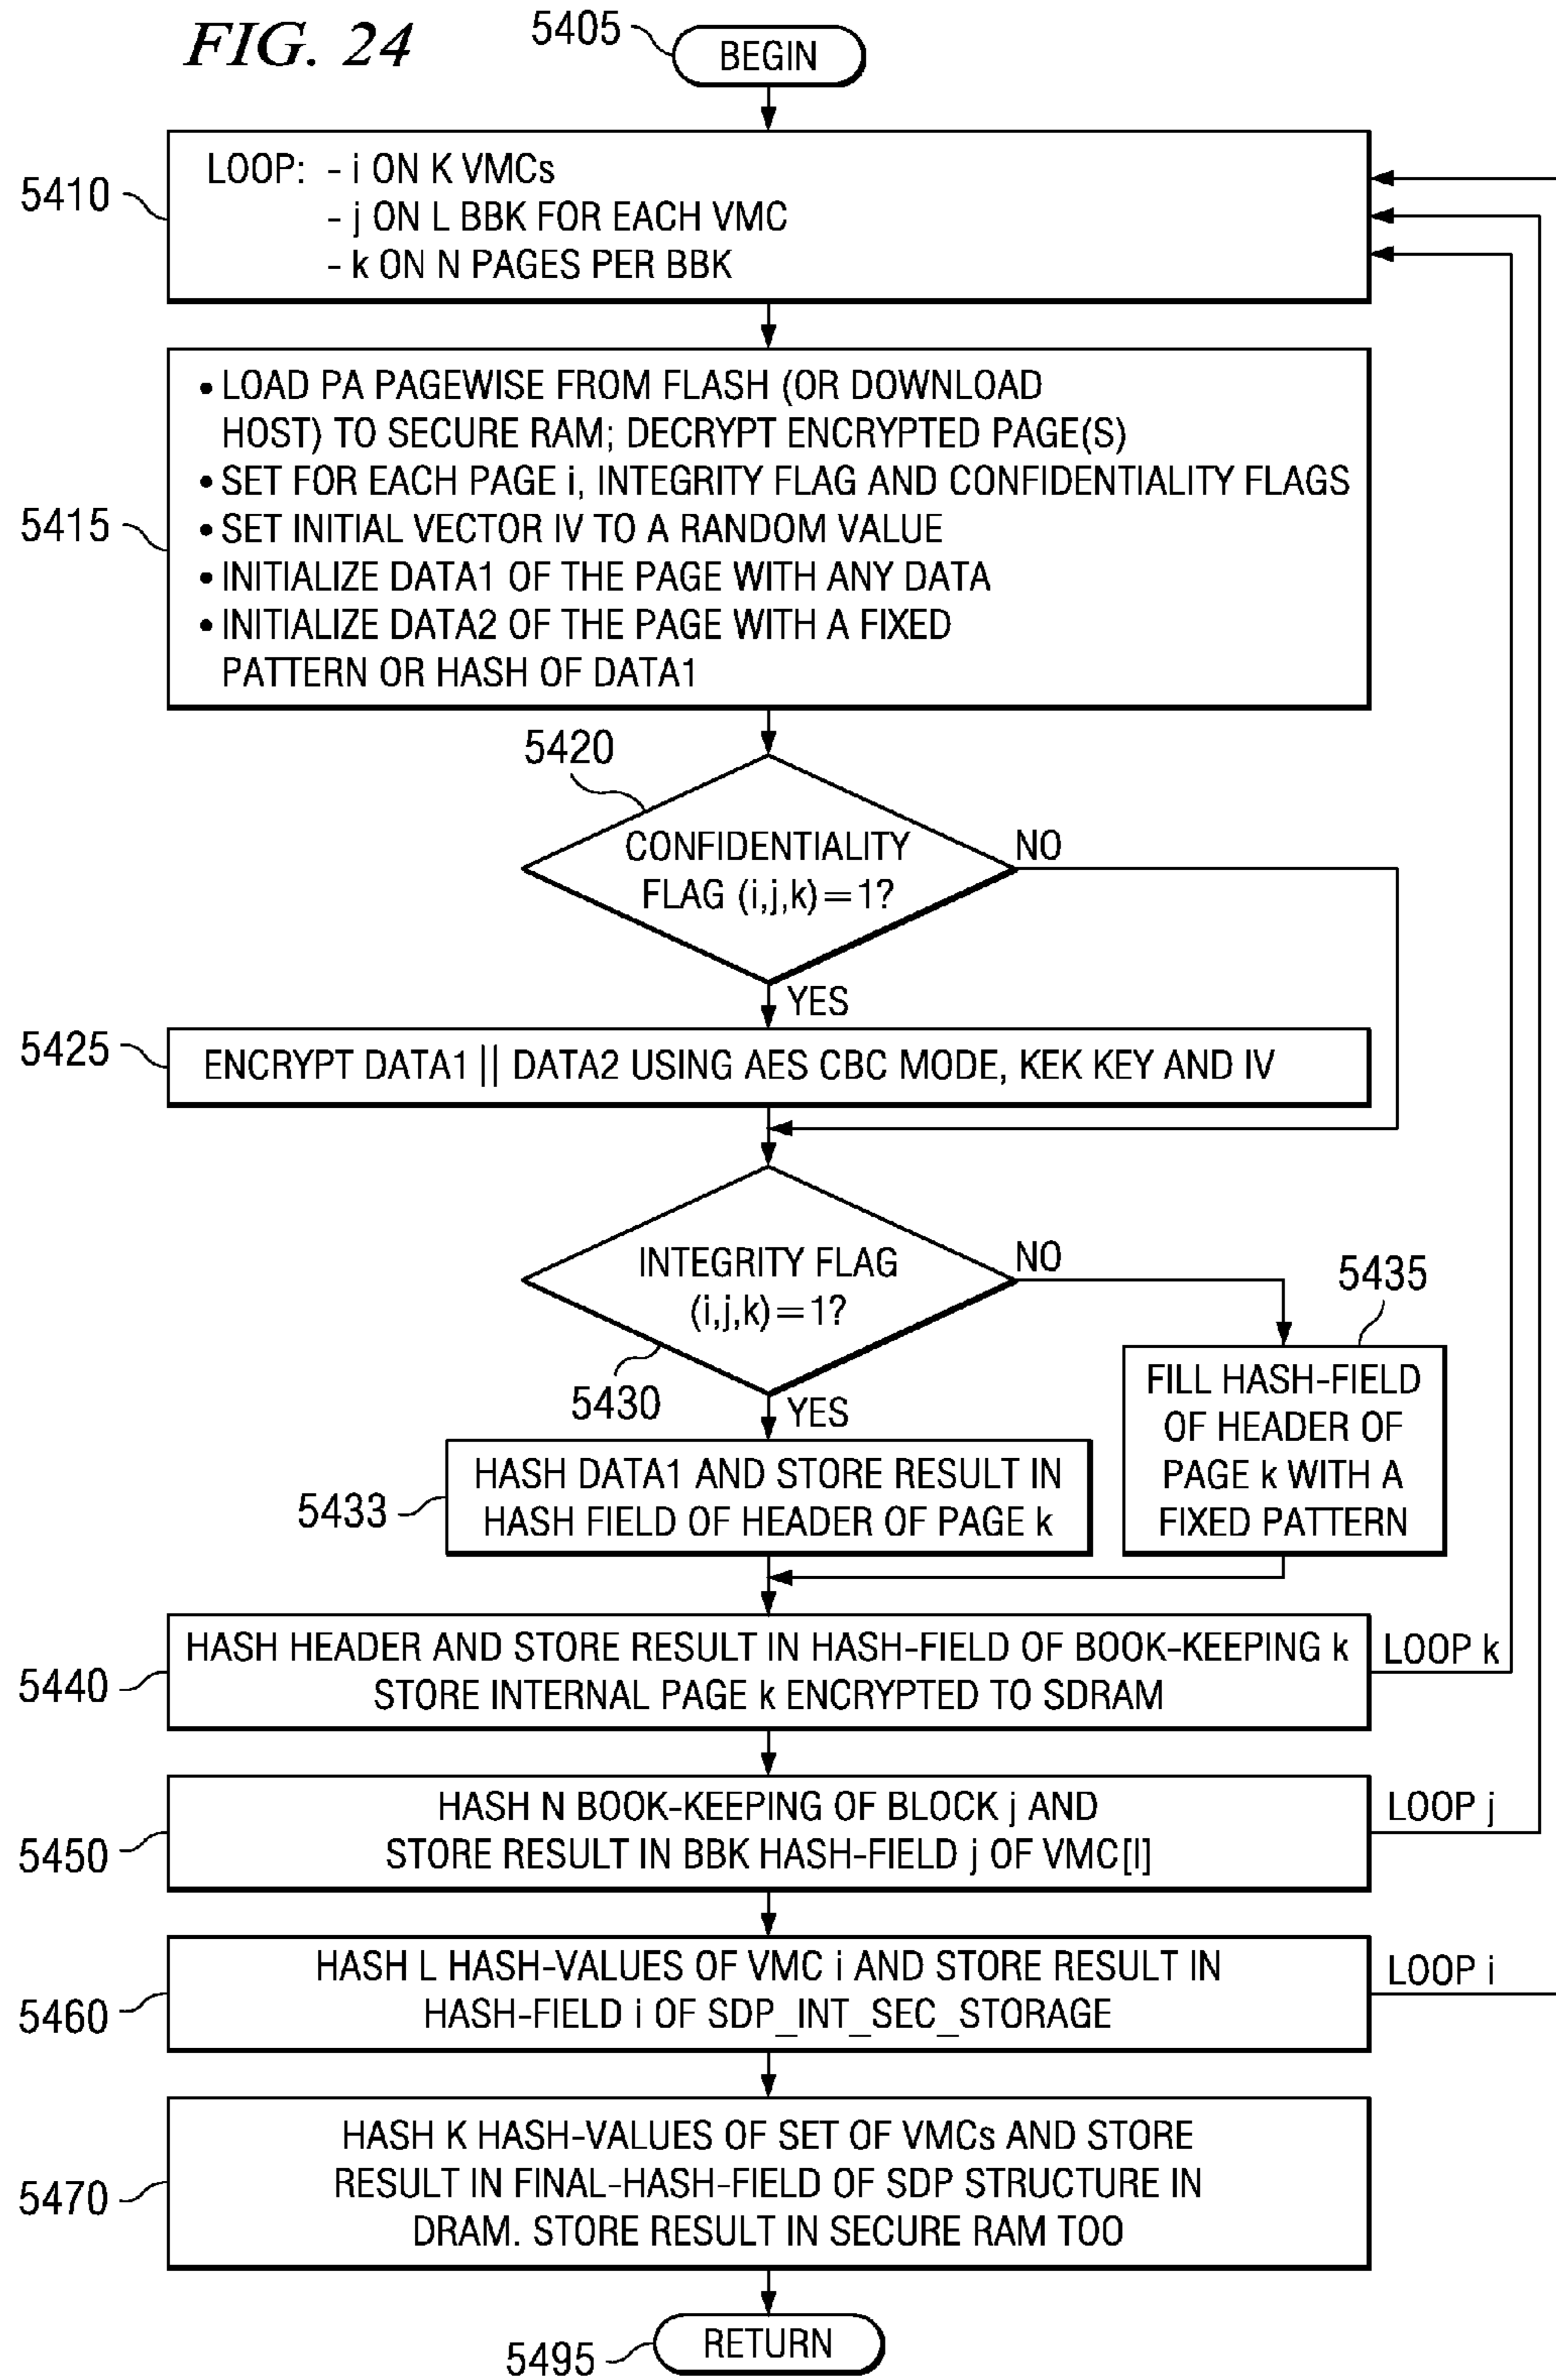 FIG. 24
5405
BEGIN
5410
LOOP: - i ON K VMCs
- j ON L BBK FOR EACH VMC
- k ON N PAGES PER BBK
5415
• LOAD PA PAGEWISE FROM FLASH (OR DOWNLOAD
HOST) TO SECURE RAM; DECRYPT ENCRYPTED PAGE(S)
• SET FOR EACH PAGE i, INTEGRITY FLAG AND CONFIDENTIALITY FLAGS
• SET INITIAL VECTOR IV TO A RANDOM VALUE
• INITIALIZE DATA1 OF THE PAGE WITH ANY DATA
• INITIALIZE DATA2 OF THE PAGE WITH A FIXED
PATTERN OR HASH OF DATA1
5420
CONFIDENTIALITY
FLAG (i,j,k)=1?
NO
YES
5425
ENCRYPT DATA1 || DATA2 USING AES CBC MODE, KEK KEY AND IV
INTEGRITY FLAG
(i,j,k)=1?
NO
5430
YES
5435
FILL HASH-FIELD
OF HEADER OF
PAGE k WITH A
FIXED PATTERN
5433
HASH DATA1 AND STORE RESULT IN
HASH FIELD OF HEADER OF PAGE k
5440
HASH HEADER AND STORE RESULT IN HASH-FIELD OF BOOK-KEEPING k
STORE INTERNAL PAGE k ENCRYPTED TO SDRAM
LOOP k
5450
HASH N BOOK-KEEPING OF BLOCK j AND
STORE RESULT IN BBK HASH-FIELD j OF VMC[I]
LOOP j
5460
HASH L HASH-VALUES OF VMC i AND STORE RESULT IN
HASH-FIELD i OF SDP_INT_SEC_STORAGE
LOOP i
5470
HASH K HASH-VALUES OF SET OF VMCs AND STORE
RESULT IN FINAL-HASH-FIELD OF SDP STRUCTURE IN
DRAM. STORE RESULT IN SECURE RAM TOO
5495
RETURN